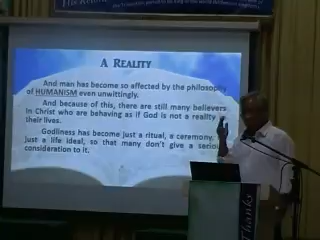 A REALITY
And man has become so affected by the philosophy
of HUMANISM even unwittingly.
And because of this, there are still many believers
in Christ who are behaving as if God is not a reality
their lives.
Godliness has become just a ritual, a ceremony,
just a life ideal, so that many don't give a
consideration to it.
Thanks